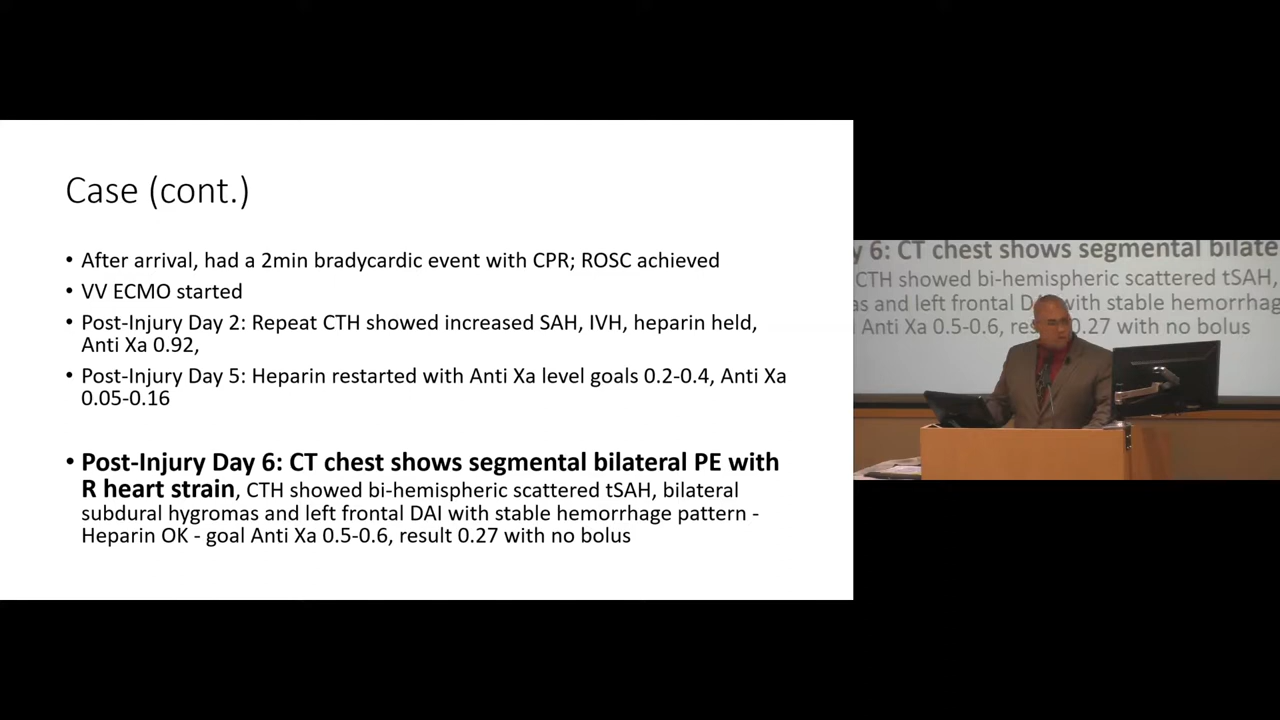 Case (cont.)
• After arrival, had a 2min bradycardic event with CPR; ROSC achieved
• VV ECMO started
• Post-Injury Day 2: Repeat CTH showed increased SAH, IVH, heparin held,
Anti Xa 0.92,
• Post-Injury Day 5: Heparin restarted with Anti Xa level goals 0.2-0.4, Anti Xa
0.05-0.16
• Post-Injury Day 6: CT chest shows segmental bilateral PE with
R heart strain, CTH showed bi-hemispheric scattered tSAH, bilateral
subdural hygromas and left frontal DAI with stable hemorrhage pattern -
Heparin OK - goal Anti Xa 0.5-0.6, result 0.27 with no bolus
y 6: CT chest shows segmental bilate
CTH showed bi-hemispheric scattered tSAH,
as and left frontal with stable hemorrhag
Anti Xa 0.5-0.6, 0.27 with no bolus